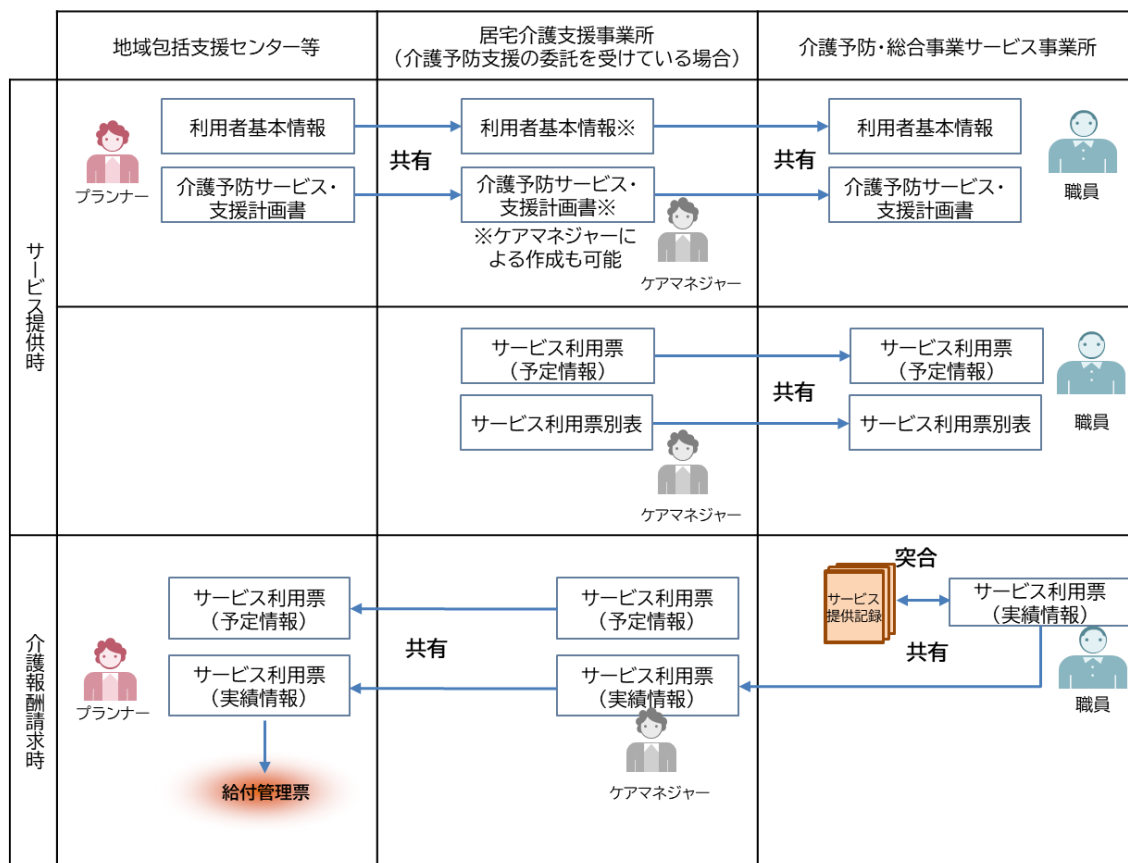 地域包括支援センター等
居宅介護支援事業所
（介護予防支援の委託を受けている場合）
介護予防・総合事業サービス事業所
サービス提供時
利用者基本情報
利用者基本情報※
利用者基本情報
共有
共有
プランナー
介護予防サービス・
支援計画書
介護予防サービス・
支援計画書※
※ケアマネジャーに
よる作成も可能
ケアマネジャー
介護予防サービス・
支援計画書
職員
サービス利用票
（予定情報）
サービス利用票
（予定情報）
共有
サービス利用票別表
サービス利用票別表
職員
ケアマネジャー
介護報酬請求時
サービス利用票
（予定情報）
サービス利用票
（予定情報）
突合
サービス
提供記録
サービス利用票
（実績情報）
共有
共有
プランナー
サービス利用票
（実績情報）
サービス利用票
（実績情報）
職員
ケアマネジャー
給付管理票